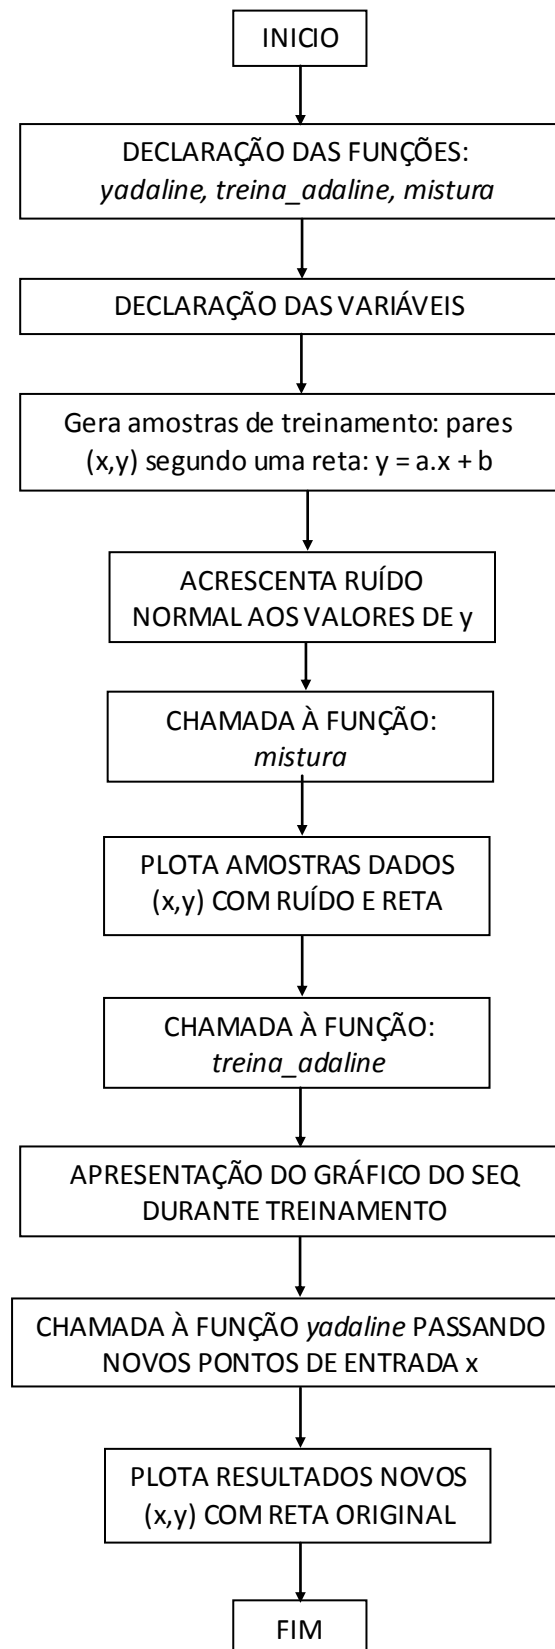 INICIO
DECLARAÇÃO DAS FUNÇÕES:
yadaline, treina_adaline, mistura
DECLARAÇÃO DAS VARIÁVEIS
Gera amostras de treinamento: pares
(x,y) segundo uma reta: y = a.x + b
ACRESCENTA RUÍDO
NORMAL AOS VALORES DE y
CHAMADA À FUNÇÃO:
mistura
PLOTA AMOSTRAS DADOS
(x,y) COM RUÍDO E RETA
CHAMADA À FUNÇÃO:
treina_adaline
APRESENTAÇÃO DO GRÁFICO DO SEQ
DURANTE TREINAMENTO
CHAMADA À FUNÇÃO yadaline PASSANDO
NOVOS PONTOS DE ENTRADA x
PLOTA RESULTADOS NOVOS
(x,y) COM RETA ORIGINAL
FIM